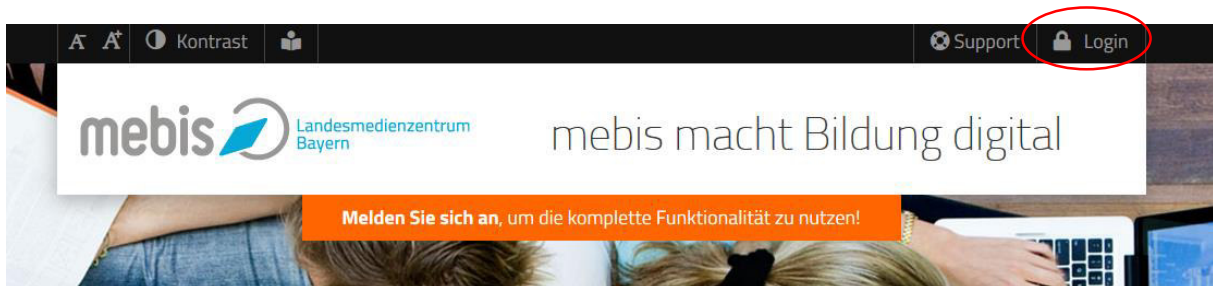 A- A+ Kontrast Support Login
mebis Landesmedienzentrum
Bayern
mebis macht Bildung digital
Melden Sie sich an, um die komplette Funktionalität zu nutzen!